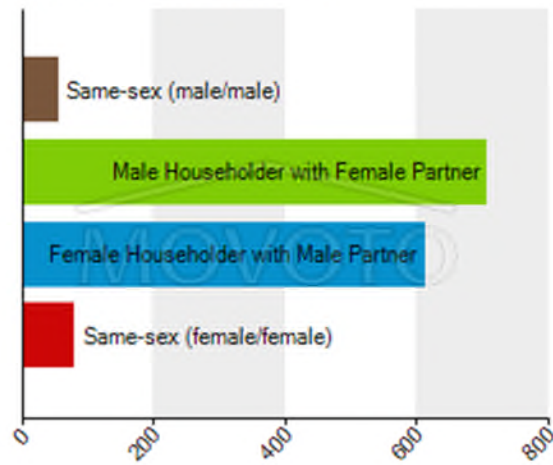 Same-sex (male/male)
Male Householder with Female Partner
MOVOTO
Female Householder with Male Partner
Same-sex (female/female)
0
200
400
600
800